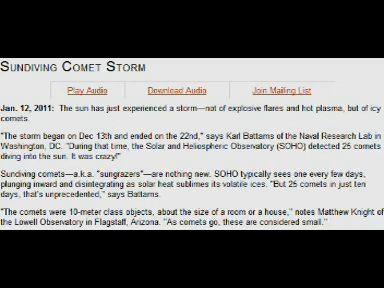 SUNDIVING COMET STORM
Play Audio Download Audio Join Mailing List
Jan. 12, 2011: The sun has just experienced a storm—not of explosive flares and hot plasma, but of icy
comets.
"The storm began on Dec 13th and ended on the 22nd," says Karl Battams of the Naval Research Lab in
Washington, DC. "During that time, the Solar and Heliospheric Observatory (SOHO) detected 25 comets
diving into the sun. It was crazy!"
Sundiving comets—a.k.a. "sungrazers"—are nothing new. SOHO typically sees one every few days,
plunging inward and disintegrating as solar heat sublimes its volatile ices. "But 25 comets in just ten
days, that's unprecedented," says Battams.
"The comets were 10-meter class objects, about the size of a room or a house," notes Matthew Knight of
the Lowell Observatory in Flagstaff, Arizona. "As comets go, these are considered small."